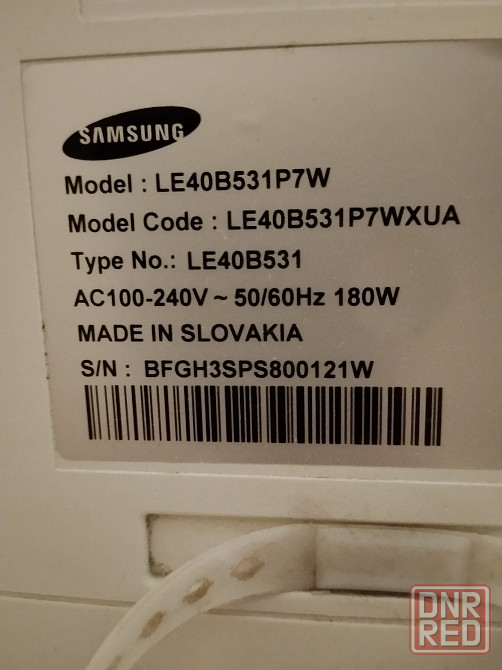 SAMSUNG
Model : LE40B531P7W
Model Code : LE40B531P7WXUA
Type No.: LE40B531
AC100-240V ~ 50/60Hz 180W
MADE IN SLOVAKIA
S/N : BFGH3SPS800121W
DNR
RED